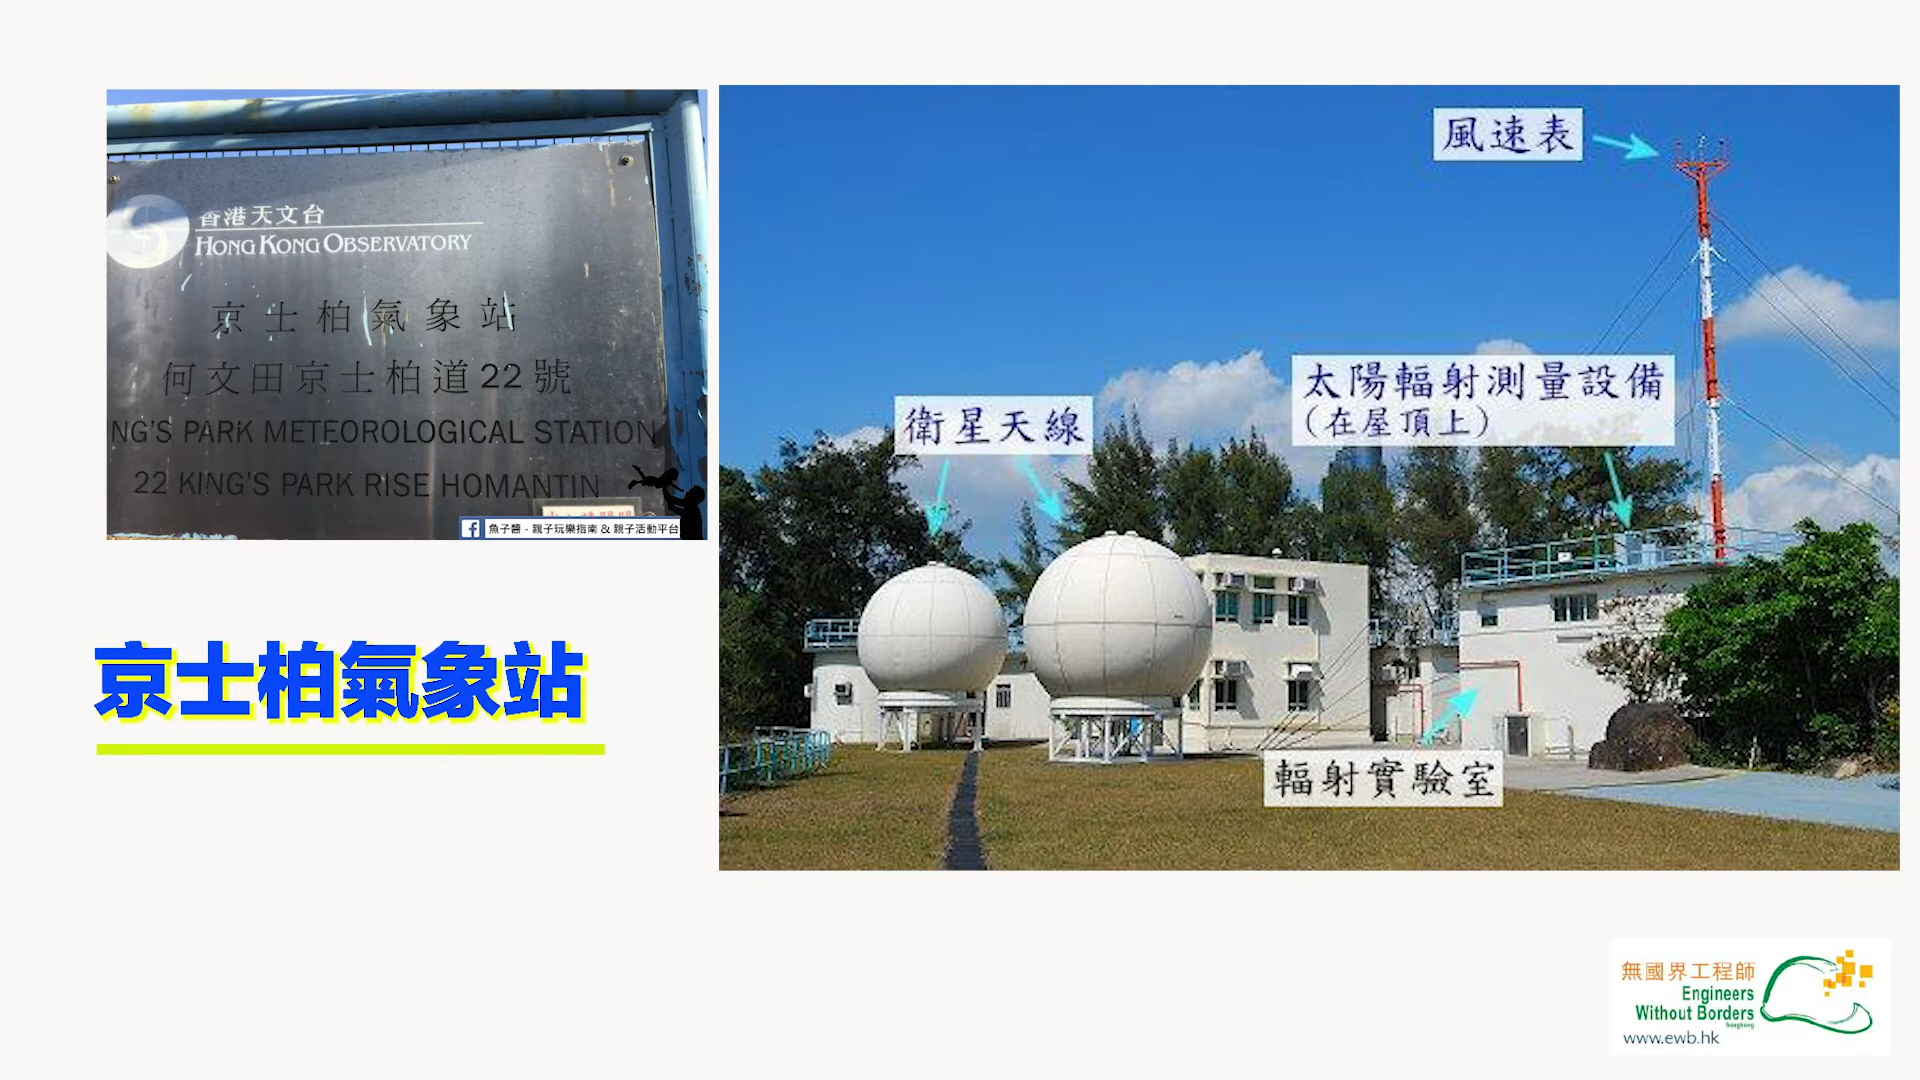 香港天文台
HONG KONG OBSERVATORY
京士柏氣象站
何文田京士柏道22號
NG'S PARK METEOROLOGICAL STATION
22 KING'S PARK RISE HOMANTIN
魚子醬 - 親子玩樂指南 & 親子活動平台
風速表
太陽輻射測量設備
(在屋頂上)
衛星天線
輻射實驗室
京士柏氣象站
無國界工程師
Engineers
Without Borders
hongkong
www.ewb.hk